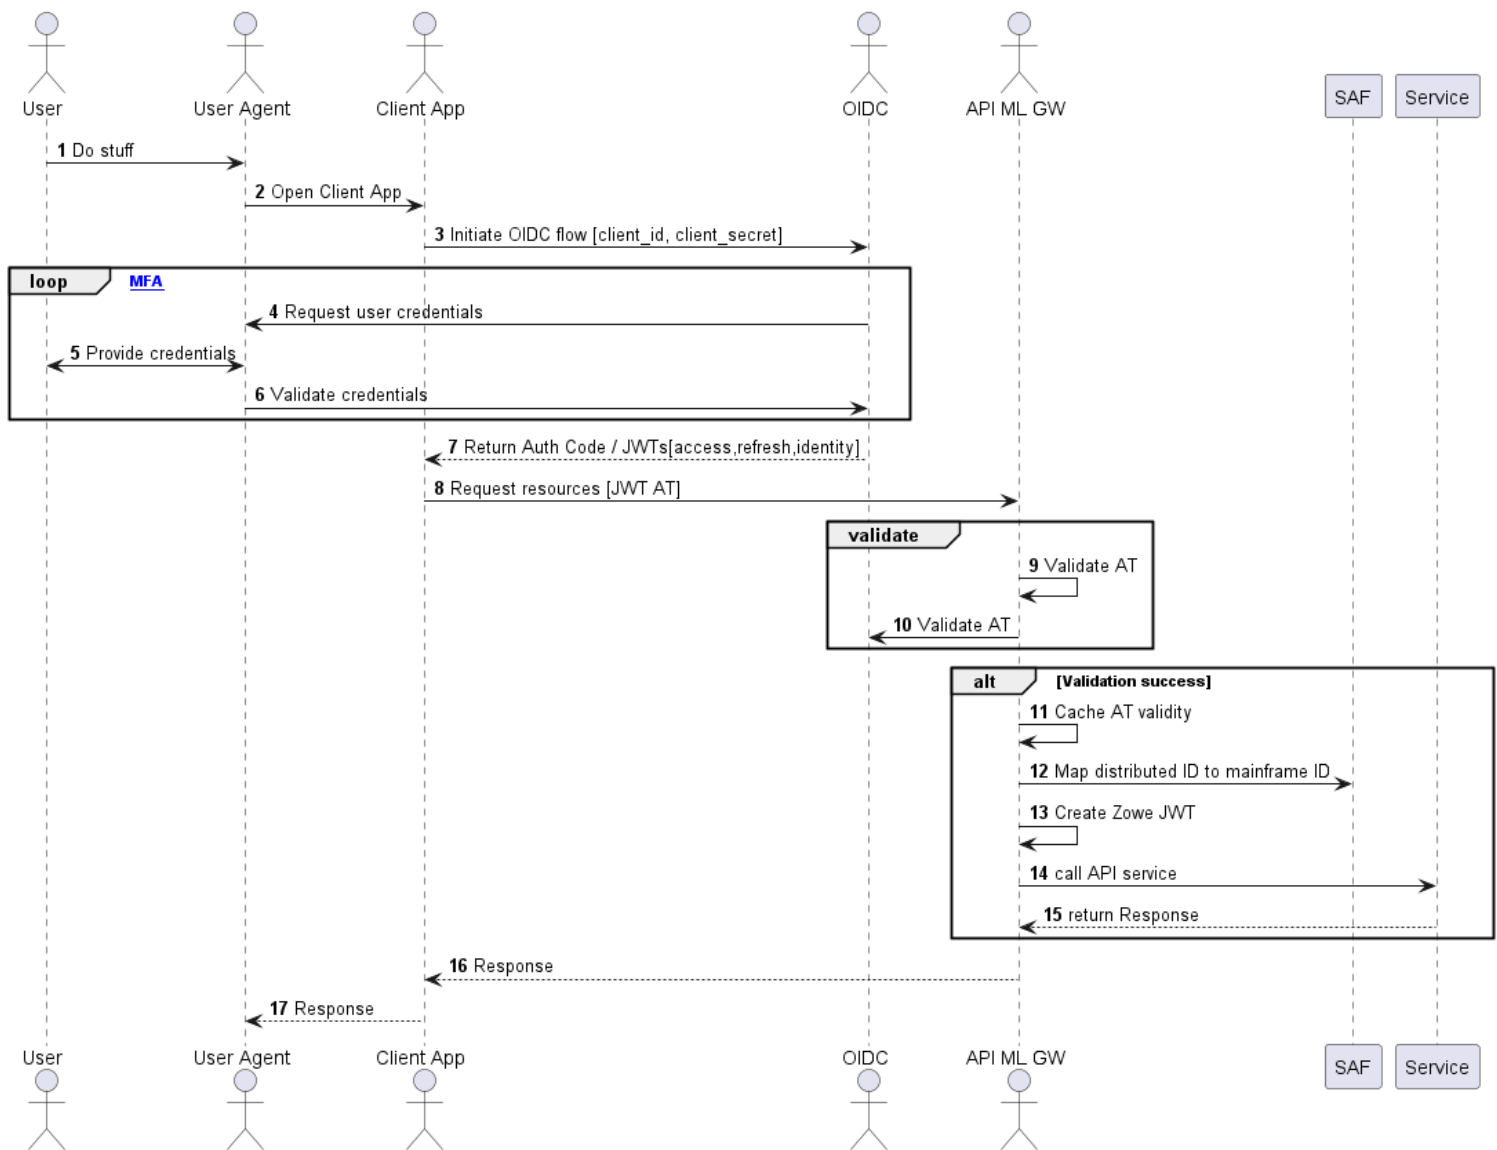 User
User Agent
Client App
OIDC
API ML GW
SAF
Service
1 Do stuff
2 Open Client App
3 Initiate OIDC flow [client_id, client_secret]
loop MFA
4 Request user credentials
5 Provide credentials
6 Validate credentials
7 Return Auth Code / JWTs[access,refresh,identity]
8 Request resources [JWT AT]
validate
9 Validate AT
10 Validate AT
alt [Validation success]
11 Cache AT validity
12 Map distributed ID to mainframe ID
13 Create Zowe JWT
14 call API service
15 return Response
16 Response
17 Response
User
User Agent
Client App
OIDC
API ML GW
SAF
Service